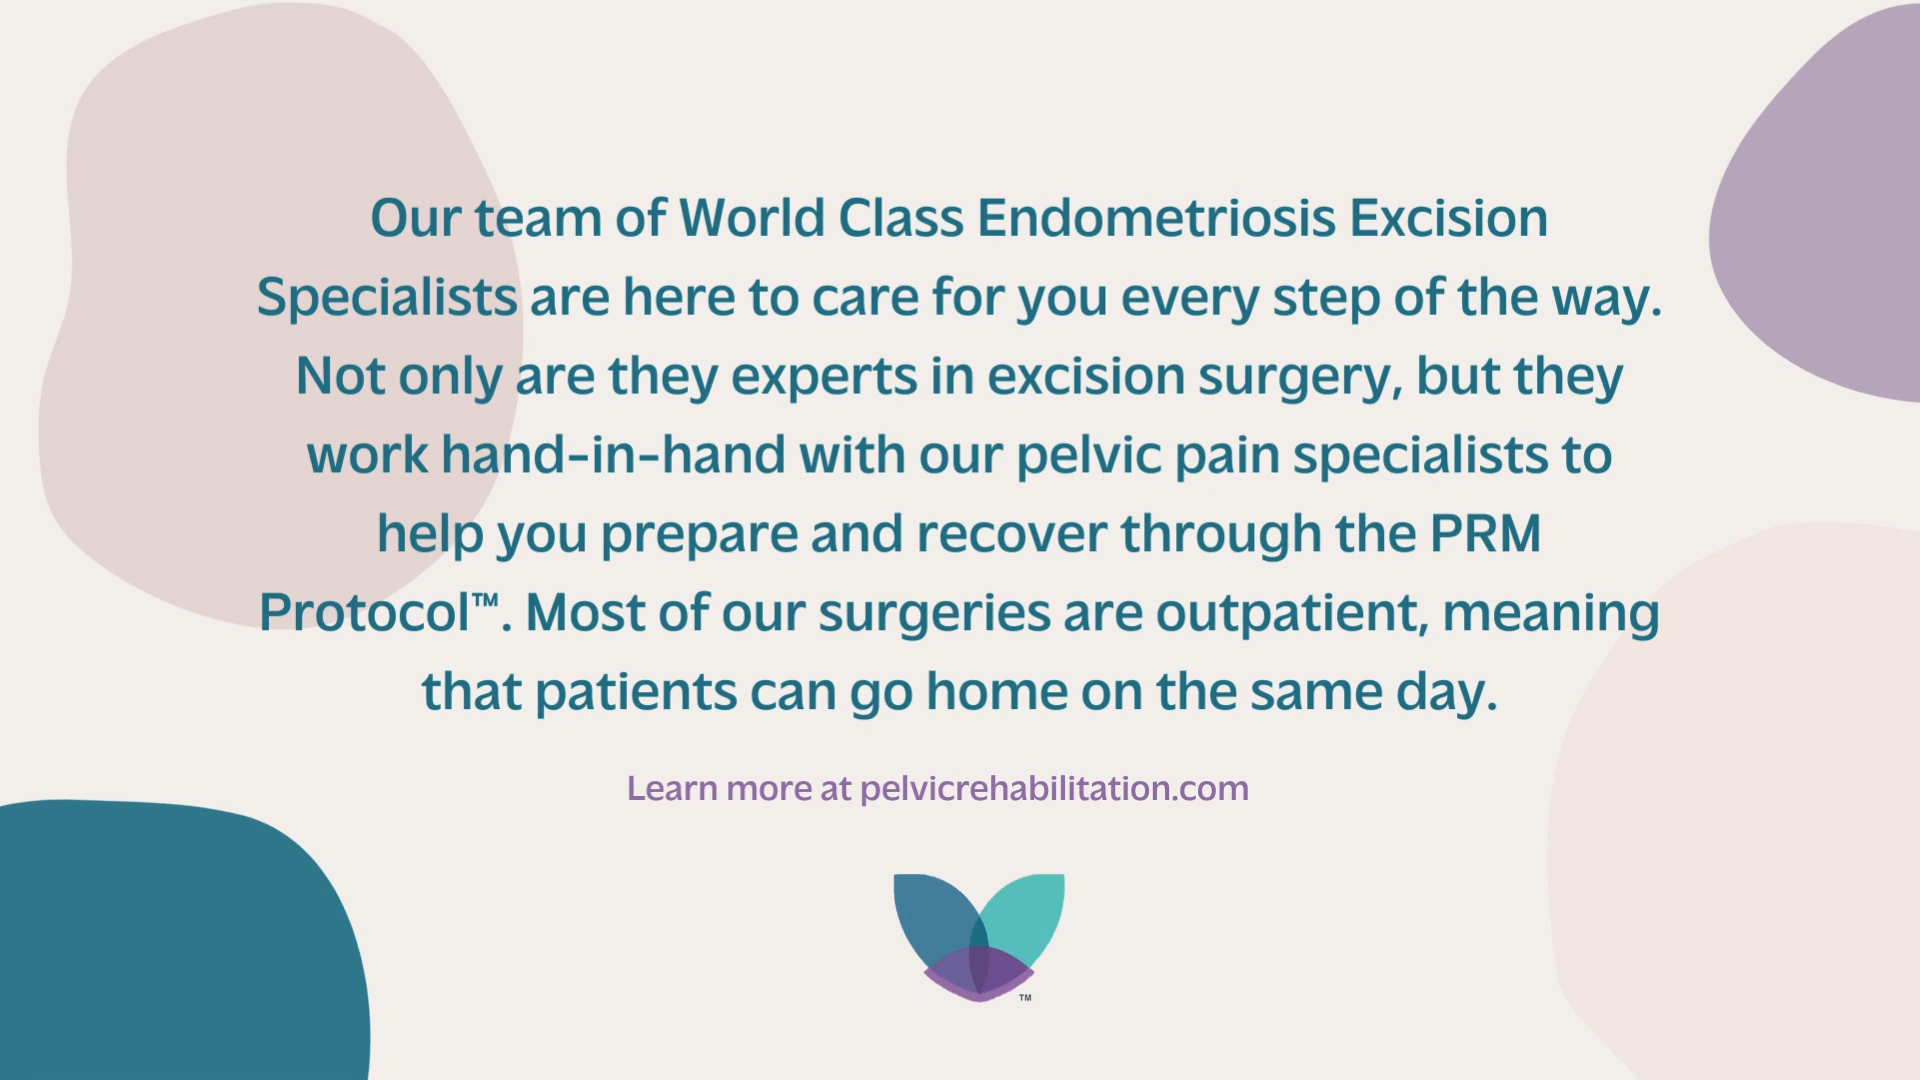 Our team of World Class Endometriosis Excision
Specialists are here to care for you every step of the way.
Not only are they experts in excision surgery, but they
work hand-in-hand with our pelvic pain specialists to
help you prepare and recover through the PRM
Protocol™. Most of our surgeries are outpatient, meaning
that patients can go home on the same day.
Learn more at pelvicrehabilitation.com
TM